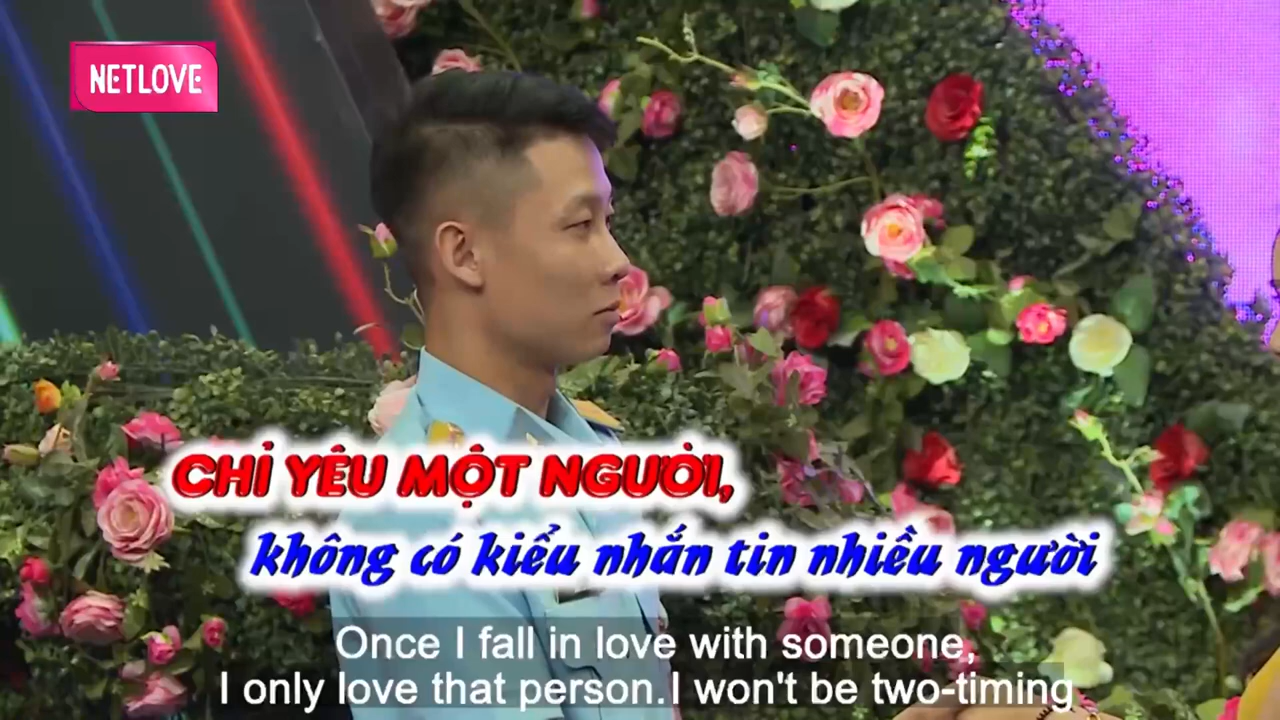 NETLOVE
CHỈ YÊU MỘT NGƯỜI,
không có kiểu nhắn tin nhiều người
Once I fall in love with someone,
I only love that person.I won't be two-timing